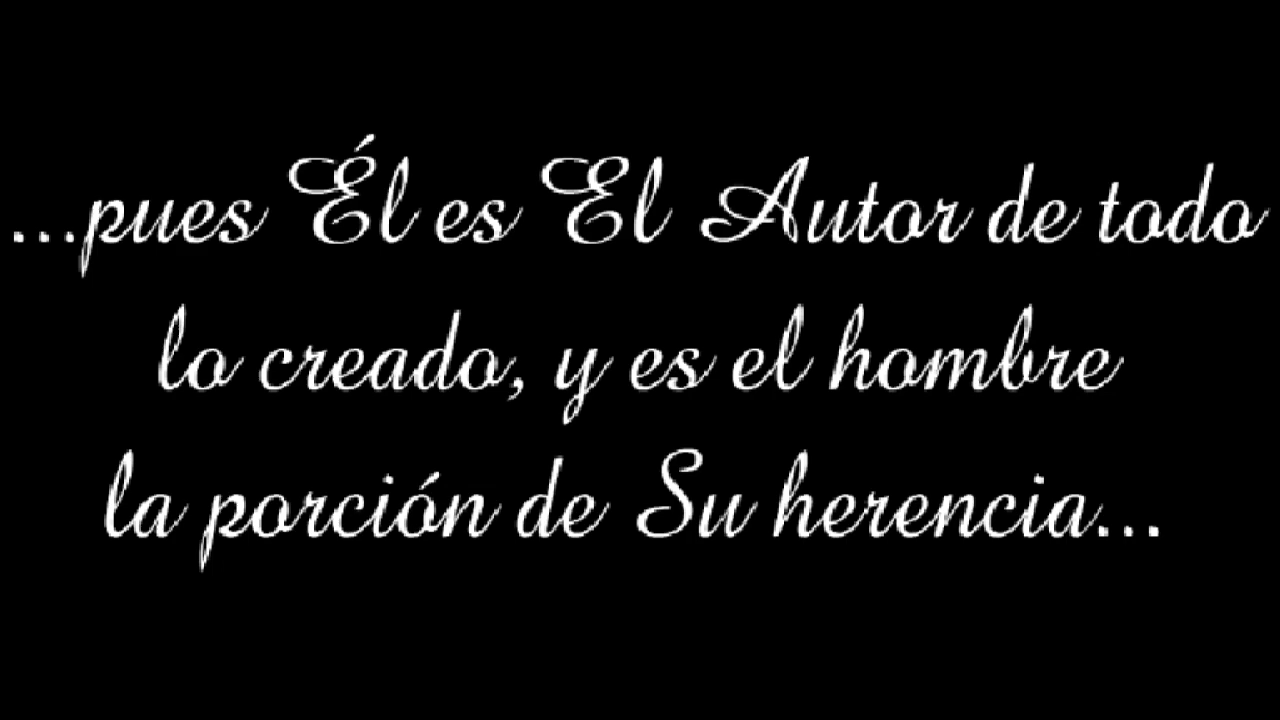 ...pues Él es El Autor de todo
lo creado, y es el hombre
la porción de Su herencia...